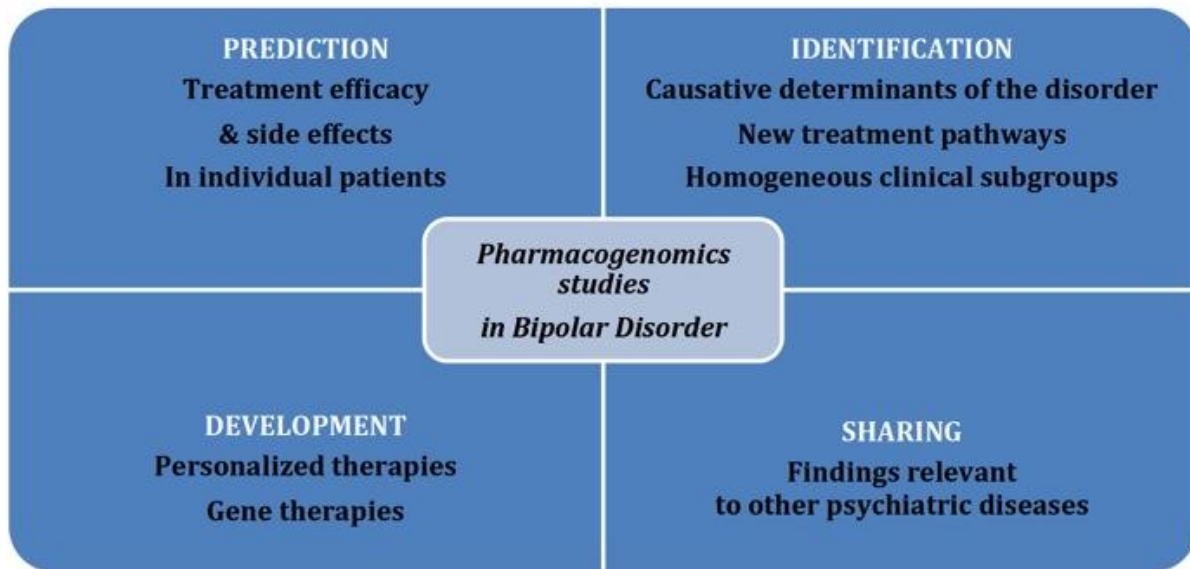 PREDICTION
Treatment efficacy
& side effects
In individual patients
IDENTIFICATION
Causative determinants of the disorder
New treatment pathways
Homogeneous clinical subgroups
Pharmacogenomics
studies
in Bipolar Disorder
DEVELOPMENT
Personalized therapies
Gene therapies
SHARING
Findings relevant
to other psychiatric diseases